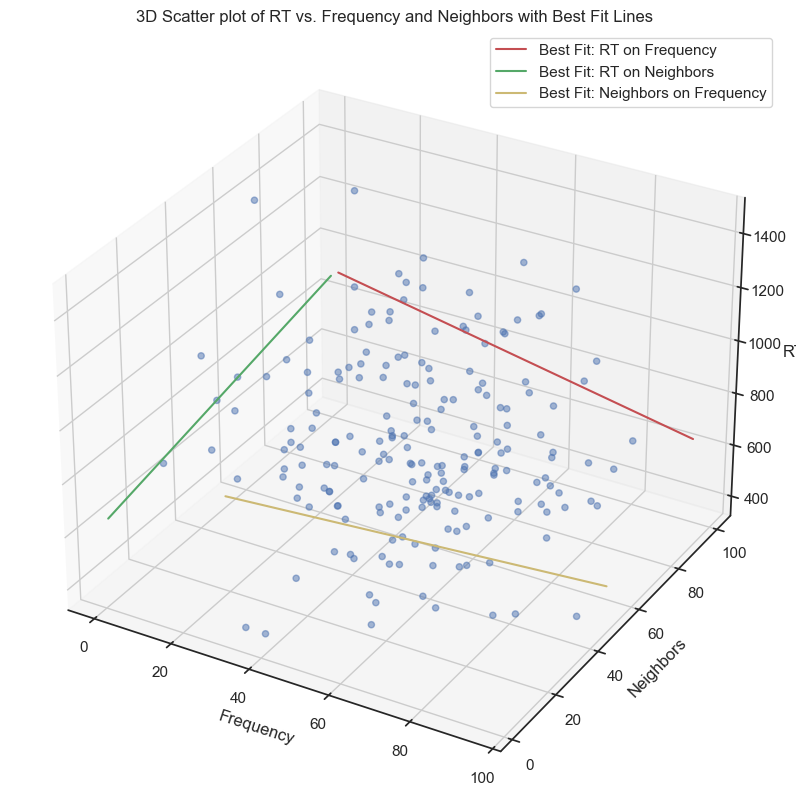 3D Scatter plot of RT vs. Frequency and Neighbors with Best Fit Lines
Best Fit: RT on Frequency
Best Fit: RT on Neighbors
Best Fit: Neighbors on Frequency
1400
1200
1000
RT
800
600
400
100
80
60
40
20
0
Neighbors
0
20
40
60
80
100
Frequency